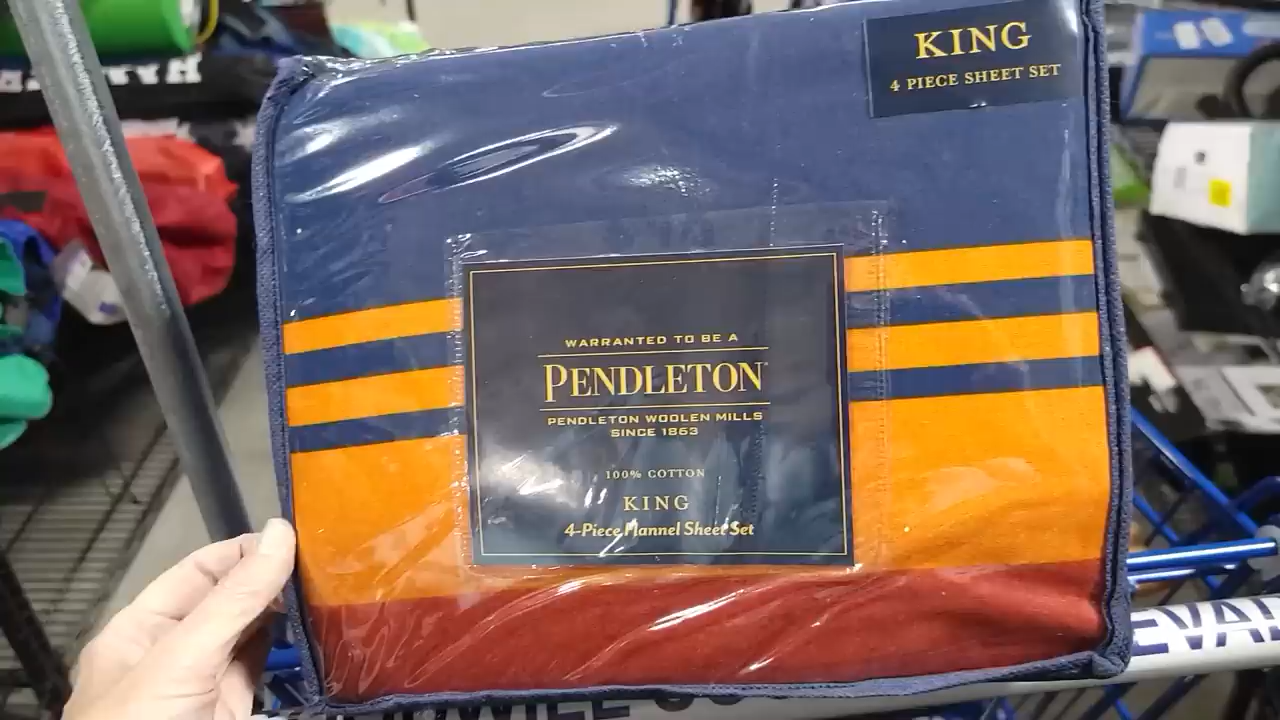 KING
4 PIECE SHEET SET
WARRANTED TO BE A
PENDLETON
PENDLETON WOOLEN MILLS
SINCE 1863
100% COTTON
KING
4-Piece Flannel Sheet Set